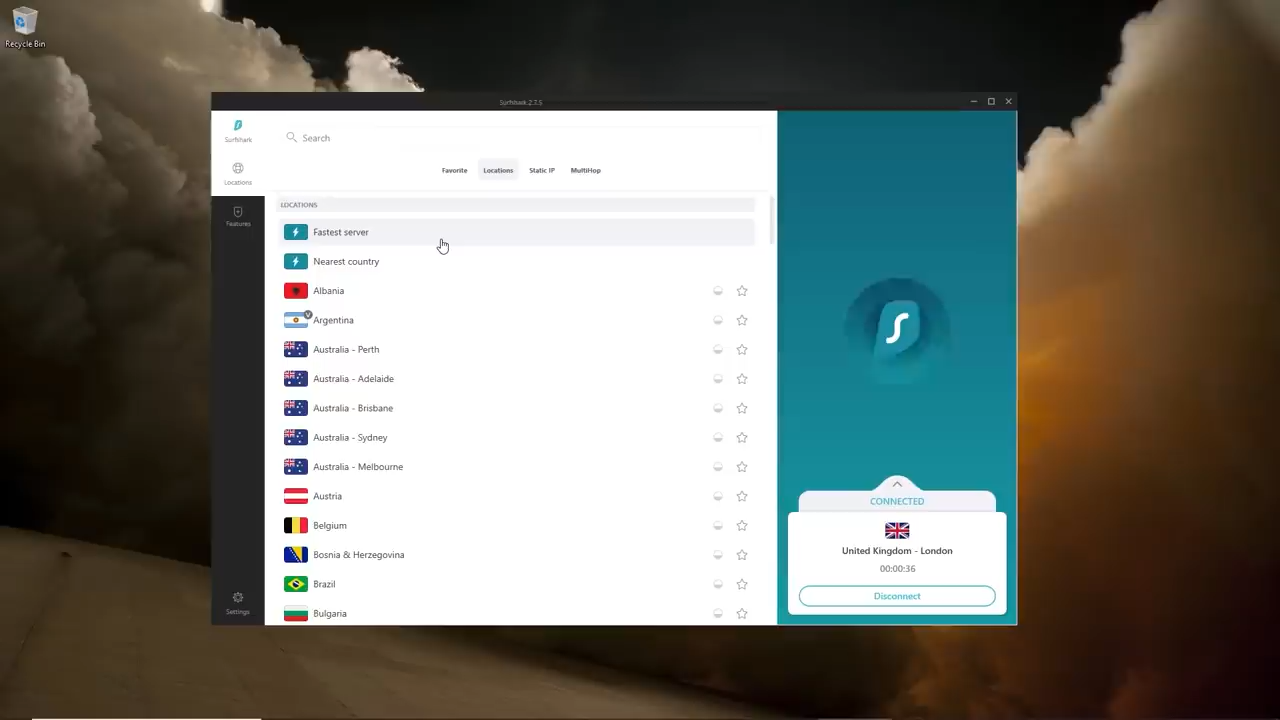 Recycle Bin
Surfshark 2.7.5
Surfshark
Locations
Features
Settings
Search
Favorite
Locations
Static IP
MultiHop
LOCATIONS
Fastest server
Nearest country
Albania
V
Argentina
Australia - Perth
Australia - Adelaide
Australia - Brisbane
Australia - Sydney
Australia - Melbourne
Austria
Belgium
Bosnia & Herzegovina
Brazil
Bulgaria
CONNECTED
United Kingdom - London
00:00:36
Disconnect